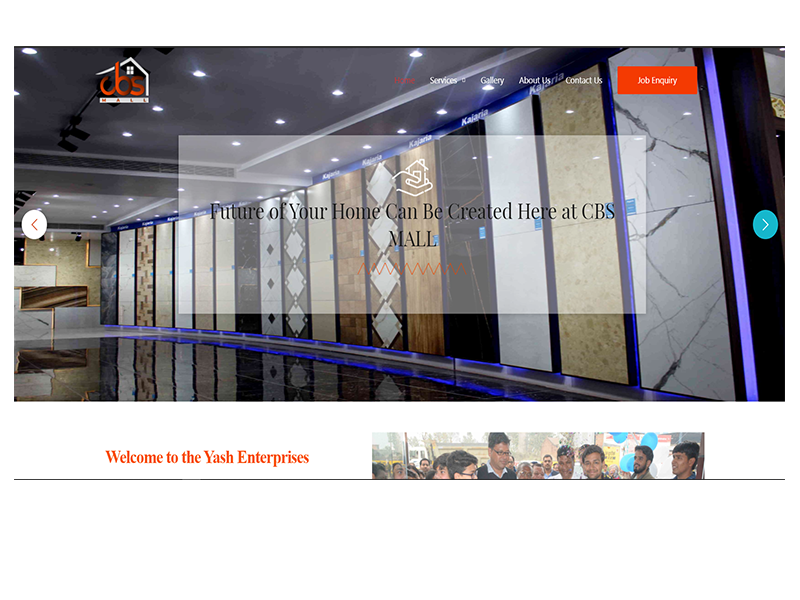 cbs
MALL
Home
Services
Gallery
About Us
Contact Us
Job Enquiry
Kajaria
Kajaria
Kajaria
Kajaria
Kajaria
Future of Your Home Can Be Created Here at CBS
MALL
Welcome to the Yash Enterprises